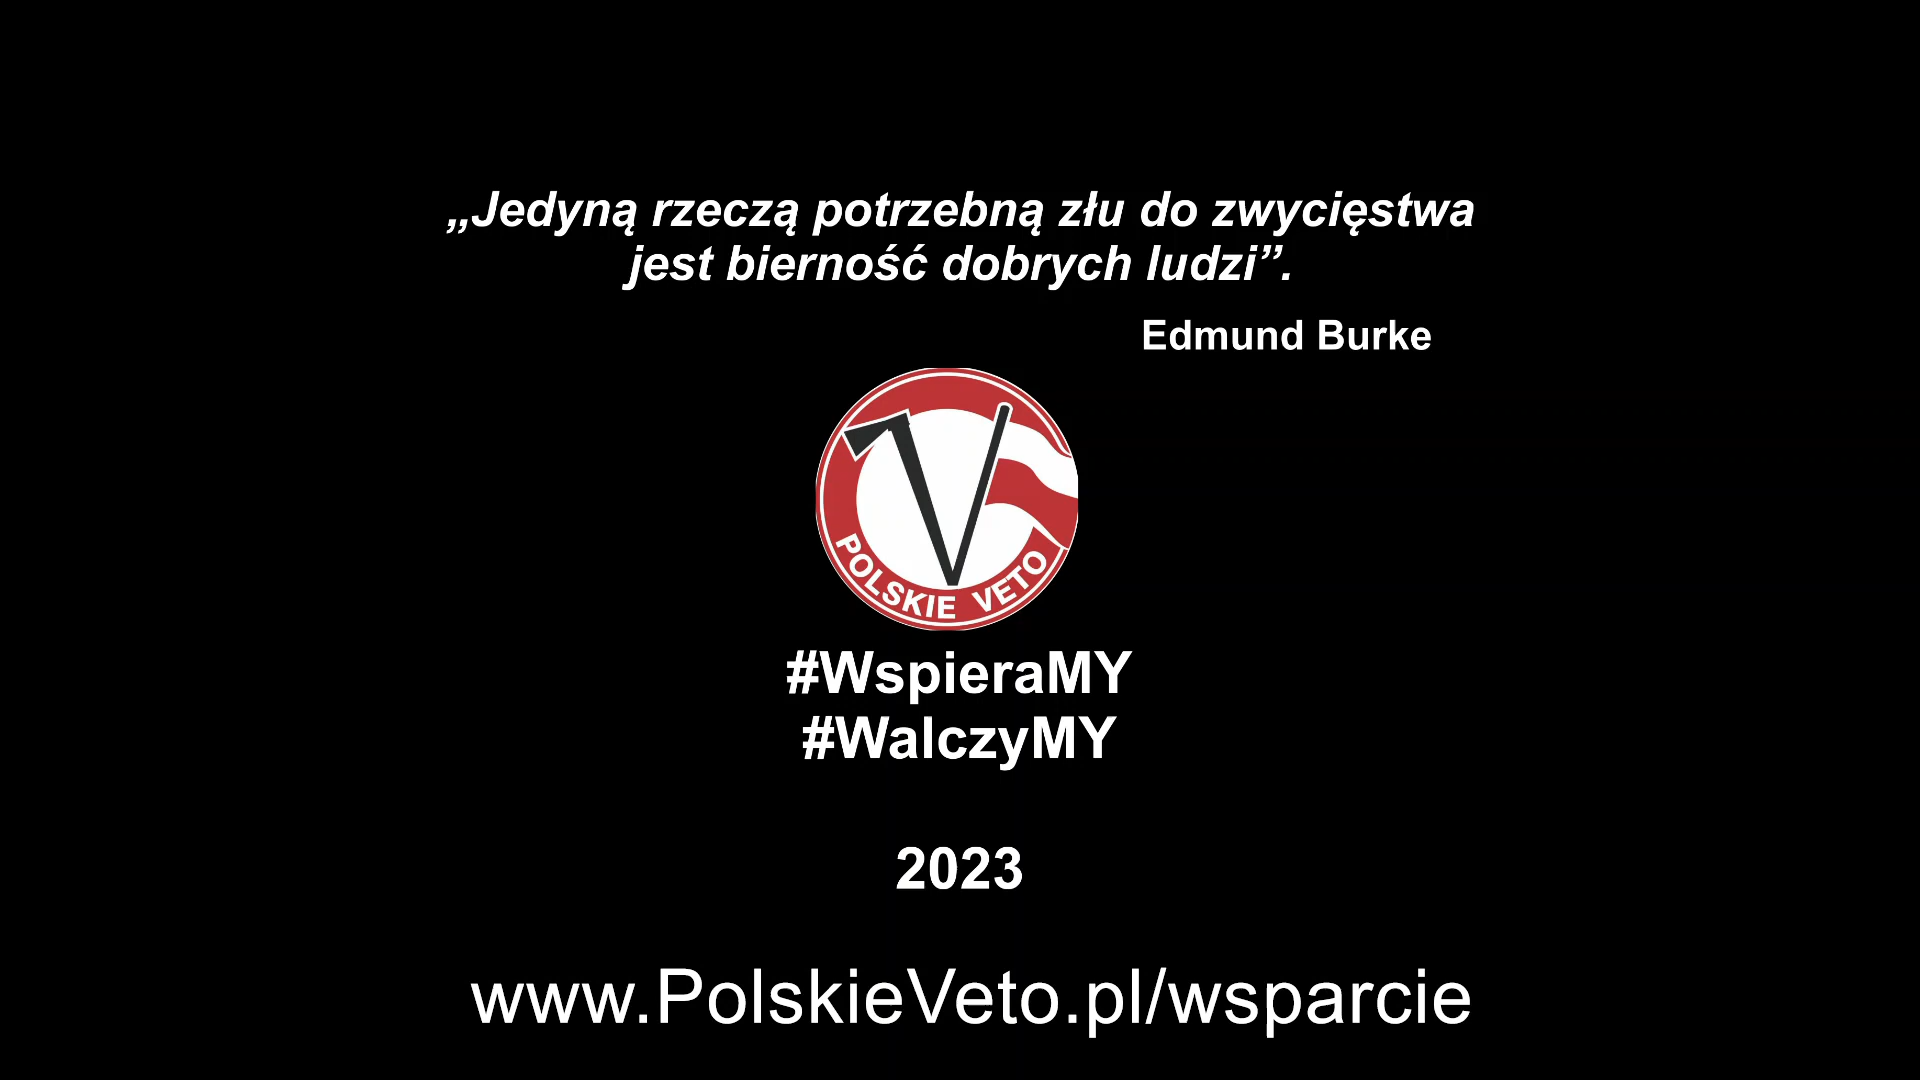 „Jedyną rzeczą potrzebną złu do zwycięstwa
jest bierność dobrych ludzi”.
Edmund Burke
POLSKIE VETO
#WspieraMY
#WalczyMY
2023
www.PolskieVeto.pl/wsparcie